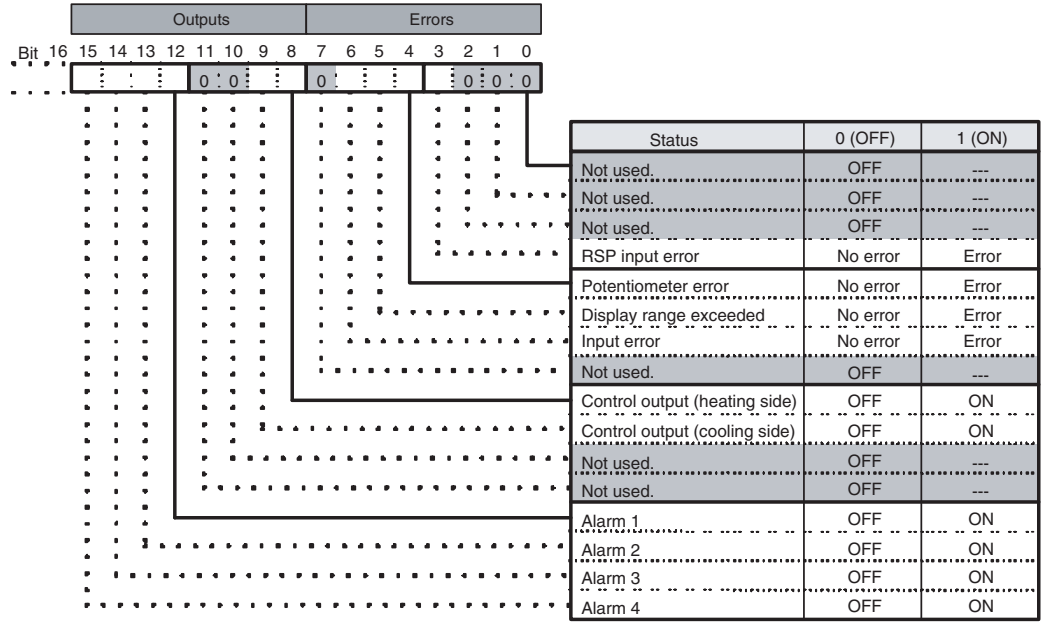 Outputs Errors
Bit 16 15 14 13 12 11 10 9 8 7 6 5 4 3 2 1 0
0 0 0 0 0 0
Status 0 (OFF) 1 (ON)
Not used. OFF ---
Not used. OFF ---
Not used. OFF ---
RSP input error No error Error
Potentiometer error No error Error
Display range exceeded No error Error
Input error No error Error
Not used. OFF ---
Control output (heating side) OFF ON
Control output (cooling side) OFF ON
Not used. OFF ---
Not used. OFF ---
Alarm 1 OFF ON
Alarm 2 OFF ON
Alarm 3 OFF ON
Alarm 4 OFF ON